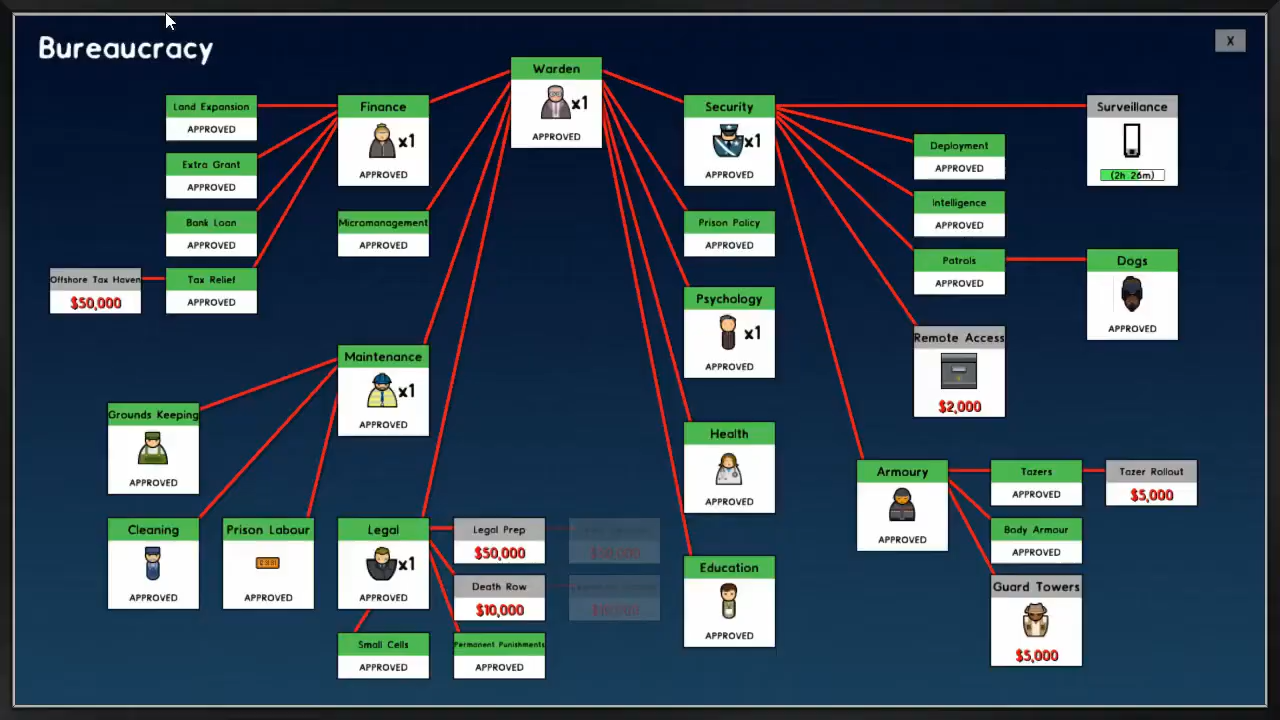 Bureaucracy
X
Warden
x1
APPROVED
Land Expansion
APPROVED
Extra Grant
APPROVED
Bank Loan
APPROVED
Tax Relief
APPROVED
Offshore Tax Haven
$50,000
Finance
x1
APPROVED
Micromanagement
APPROVED
Maintenance
x1
APPROVED
Grounds Keeping
APPROVED
Cleaning
APPROVED
Prison Labour
APPROVED
Legal
x1
APPROVED
Small Cells
APPROVED
Legal Prep
$50,000
Death Row
$10,000
Permanent Punishments
APPROVED
Security
x1
APPROVED
Prison Policy
APPROVED
Psychology
x1
APPROVED
Health
APPROVED
Education
APPROVED
Deployment
APPROVED
Intelligence
APPROVED
Patrols
APPROVED
Remote Access
$2,000
Surveillance
(2h 26m)
Dogs
APPROVED
Armoury
APPROVED
Tazers
APPROVED
Tazer Rollout
$5,000
Body Armour
APPROVED
Guard Towers
$5,000